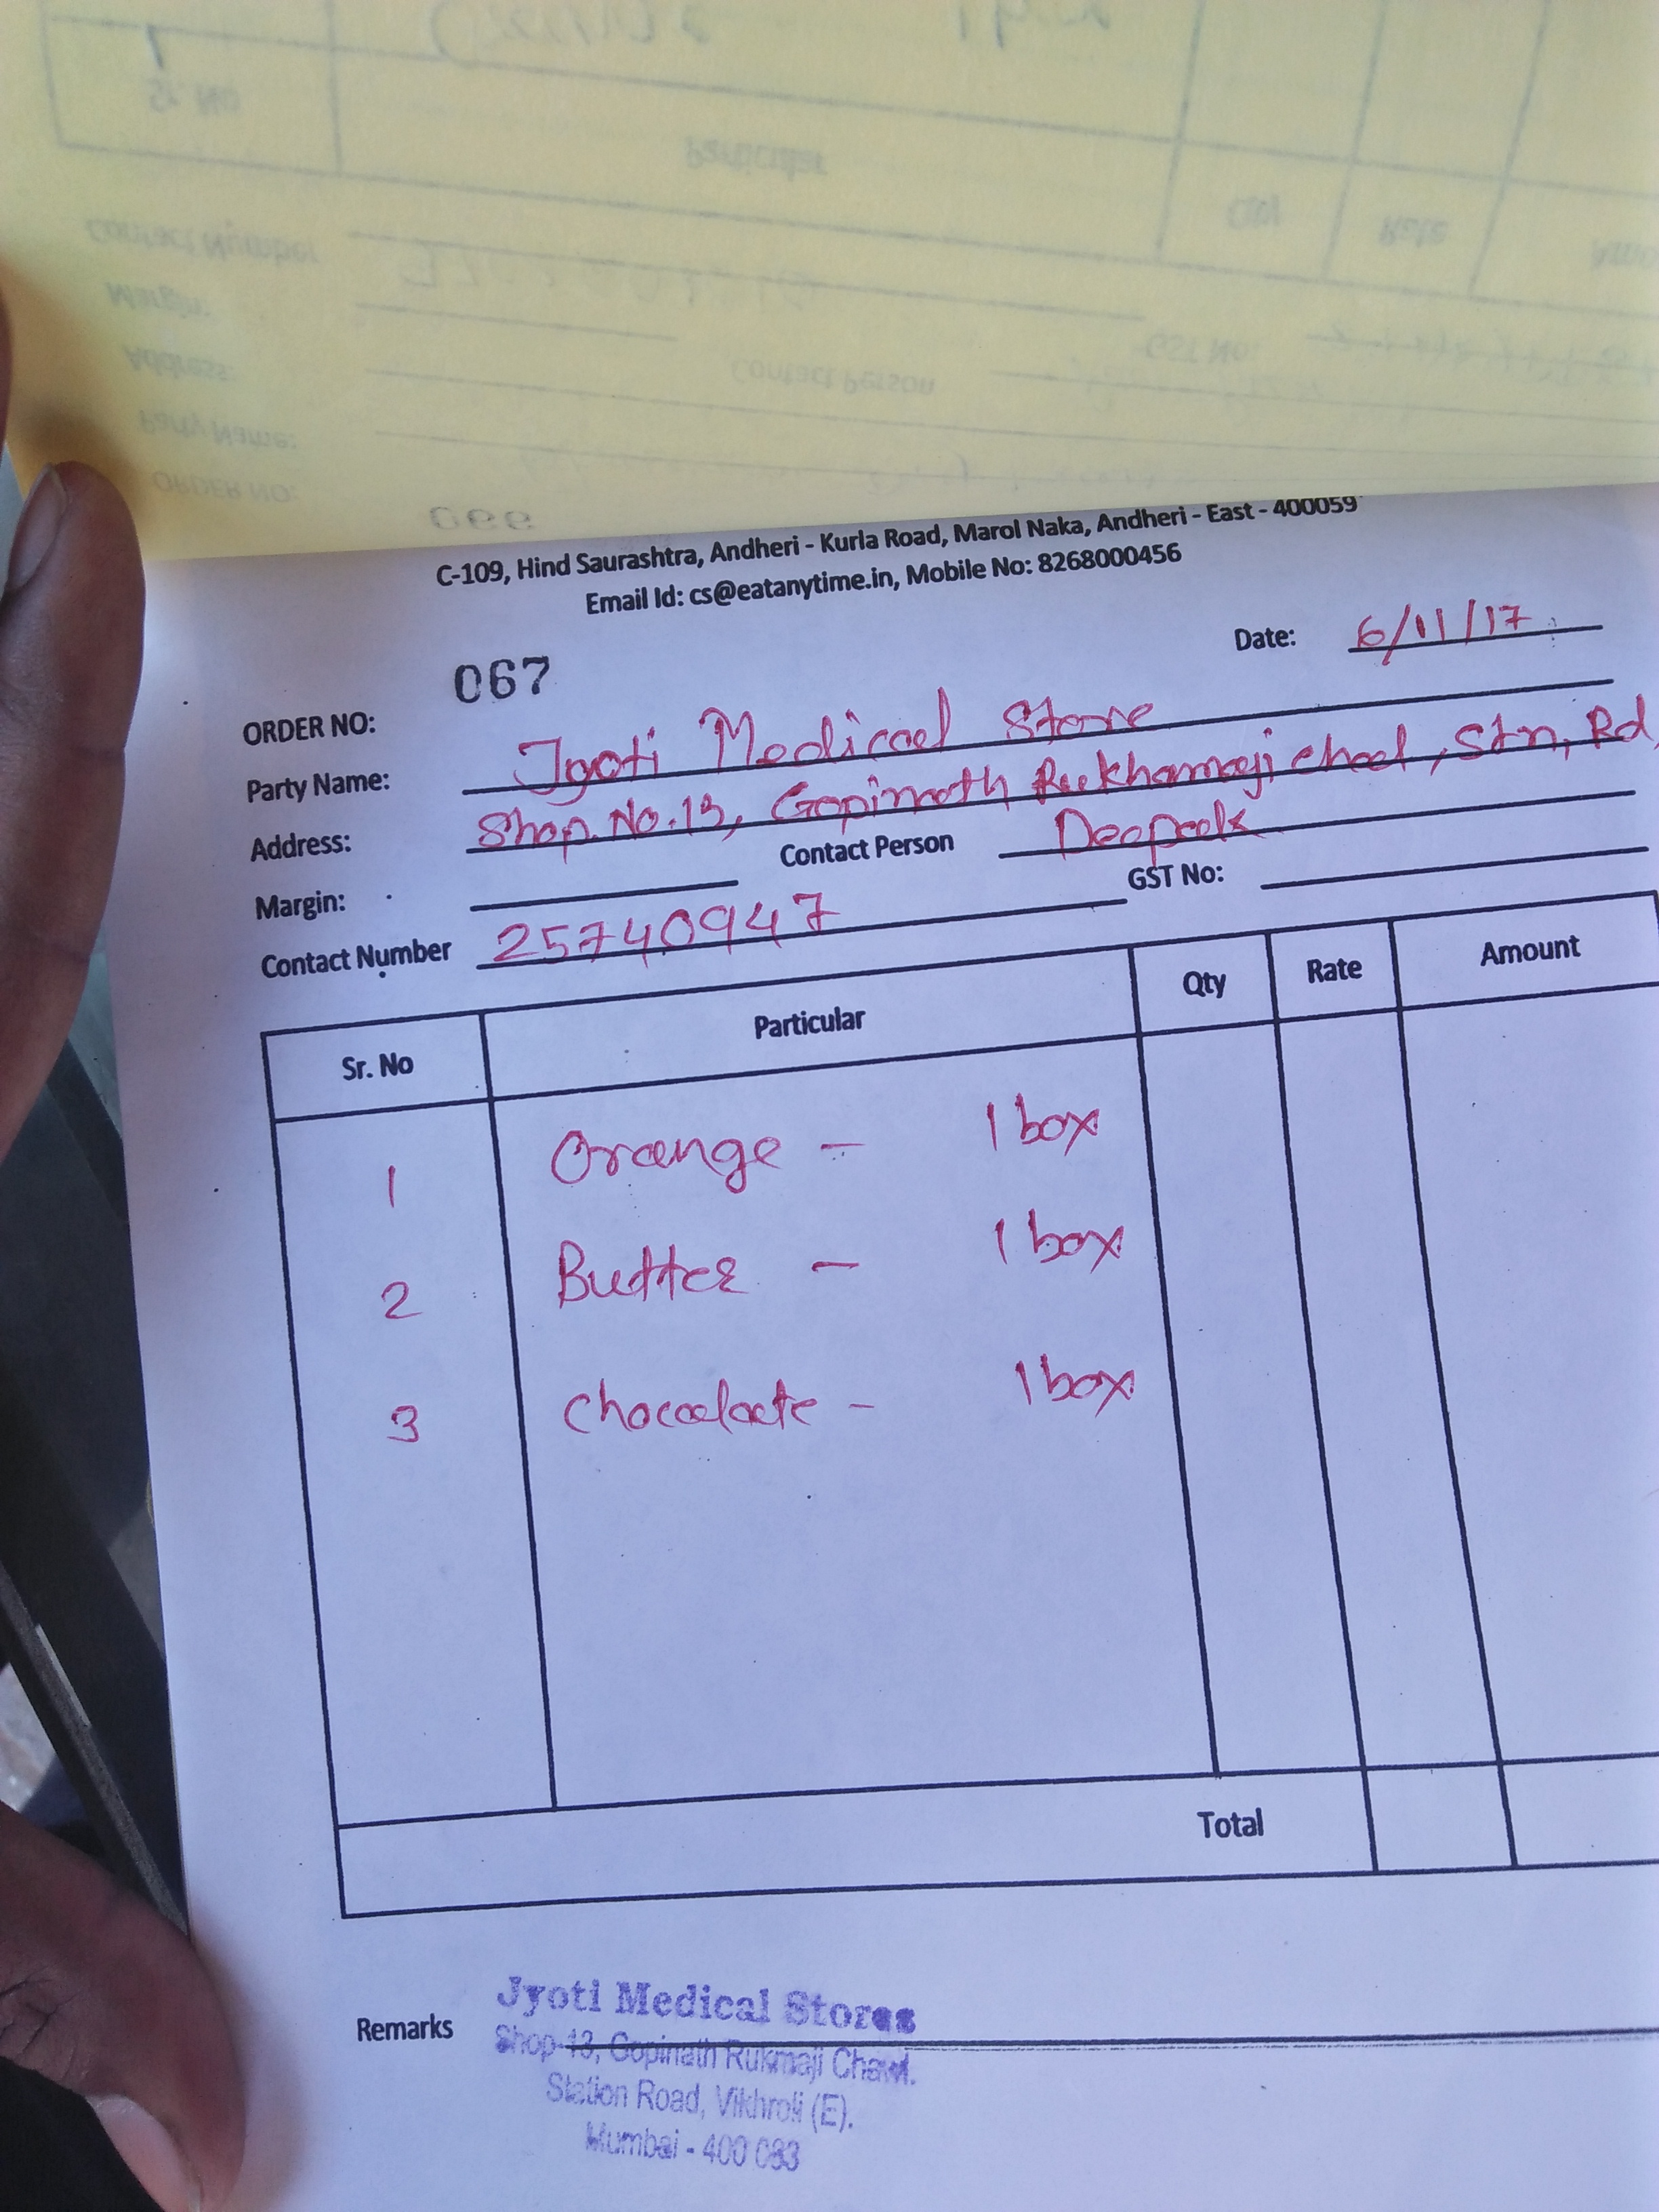 C-109, Hind Saurashtra, Andheri - Kurla Road, Marol Naka, Andheri - East - 400059
Email Id: cs@eatanytime.in, Mobile No: 8268000456
Date: 6/11/17
ORDER NO: 067
Party Name: Jyoti Medical Store
Address: Shop.No.13, Gopinath Rukhamaji chal, Stn, Rd,
Margin: Contact Person Deepak
Contact Number 25740947 GST No:
Sr. No Particular Qty Rate Amount
1 Orange - 1 box
2 Butter - 1 box
3 chocolate - 1 box
Total
Remarks
Jyoti Medical Stores
Shop-13, Gopinath Rukmaji Chawl.
Station Road, Vikhroli (E).
Mumbai - 400 083